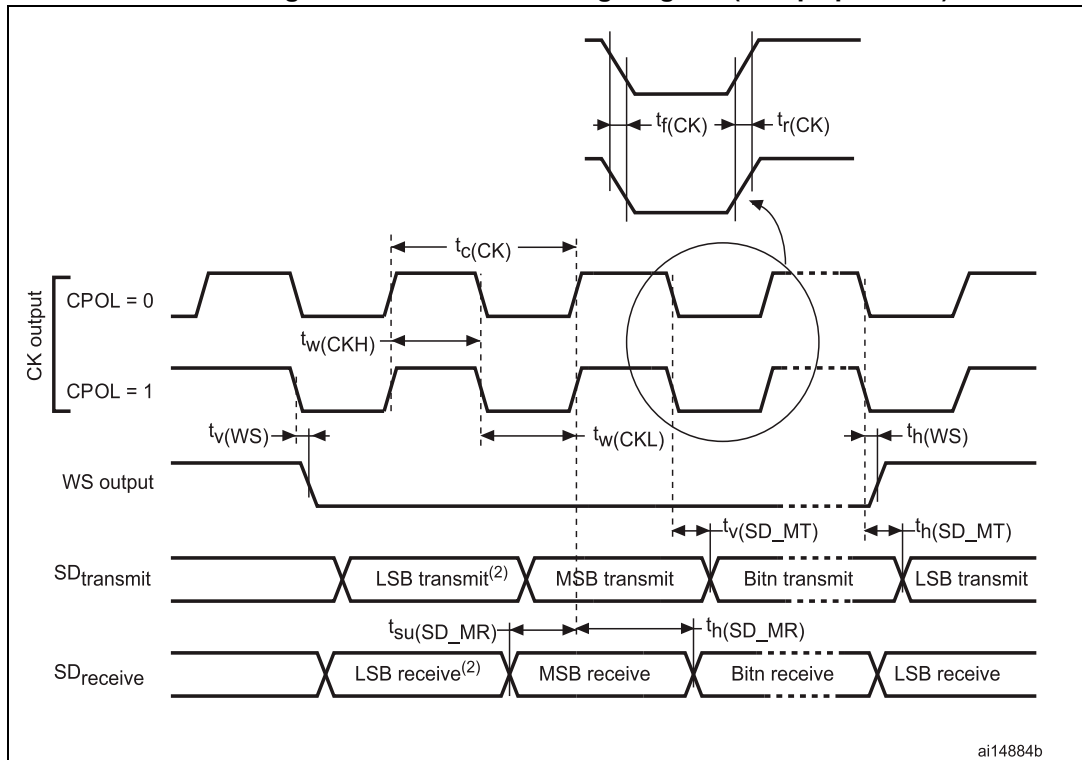 tf(CK)
tr(CK)
tc(CK)
CK output
CPOL = 0
tw(CKH)
CPOL = 1
tv(WS)
tw(CKL)
th(WS)
WS output
tv(SD_MT)
th(SD_MT)
SDtransmit
LSB transmit(2)
MSB transmit
Bitn transmit
LSB transmit
tsu(SD_MR)
th(SD_MR)
SDreceive
LSB receive(2)
MSB receive
Bitn receive
LSB receive
ai14884b